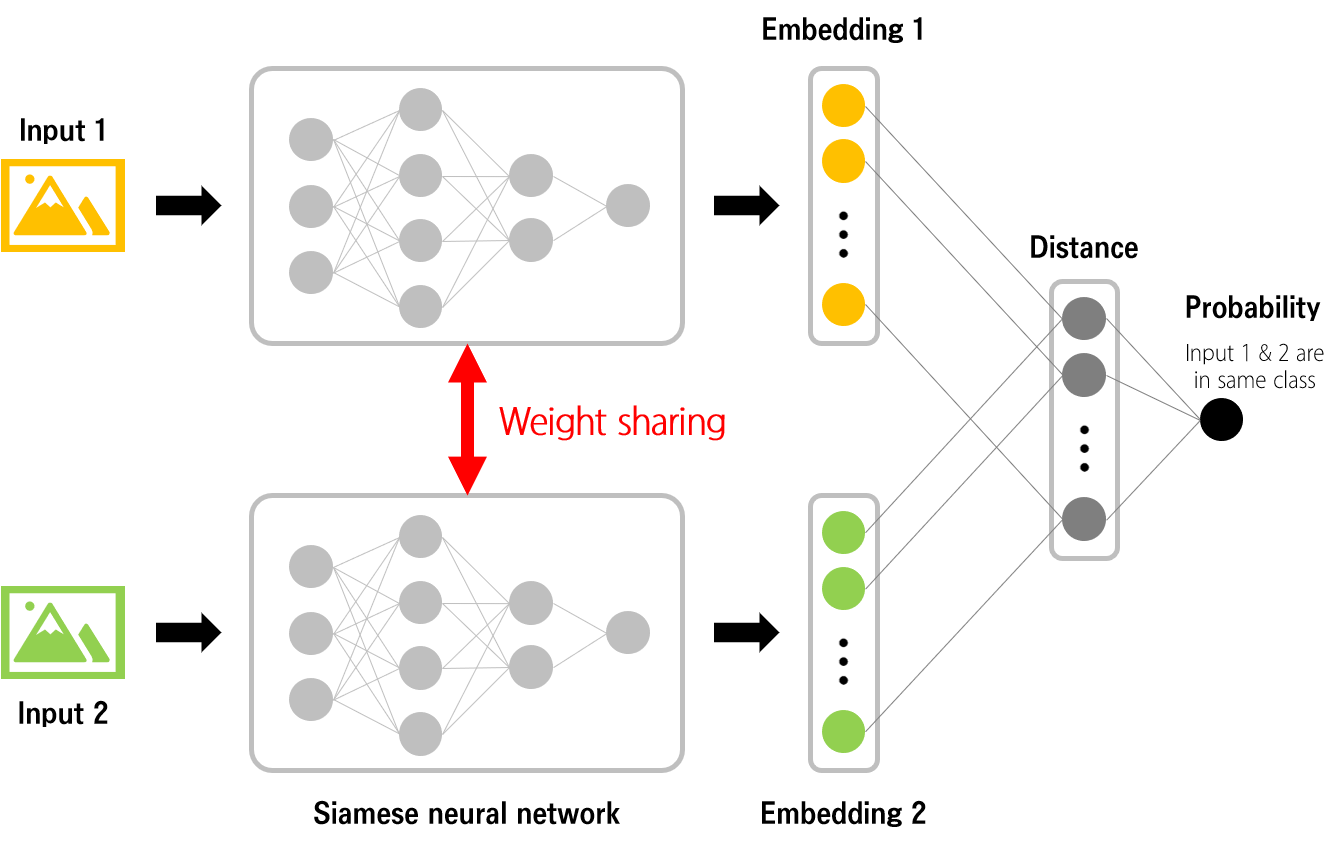 Embedding 1
Input 1
Distance
Probability
Input 1 & 2 are
in same class
Weight sharing
Input 2
Siamese neural network
Embedding 2